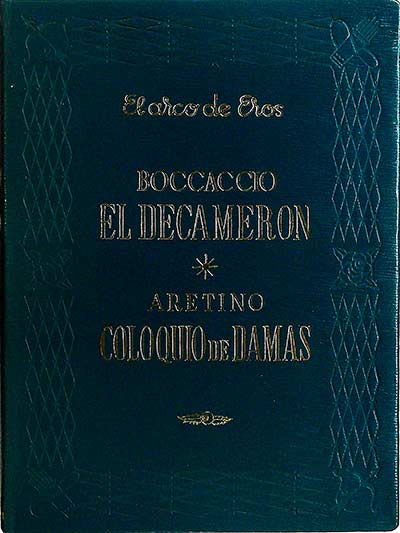 El arco de Eros
BOCCACCIO
EL DECAMERON
ARETINO
COLOQUIO DE DAMAS